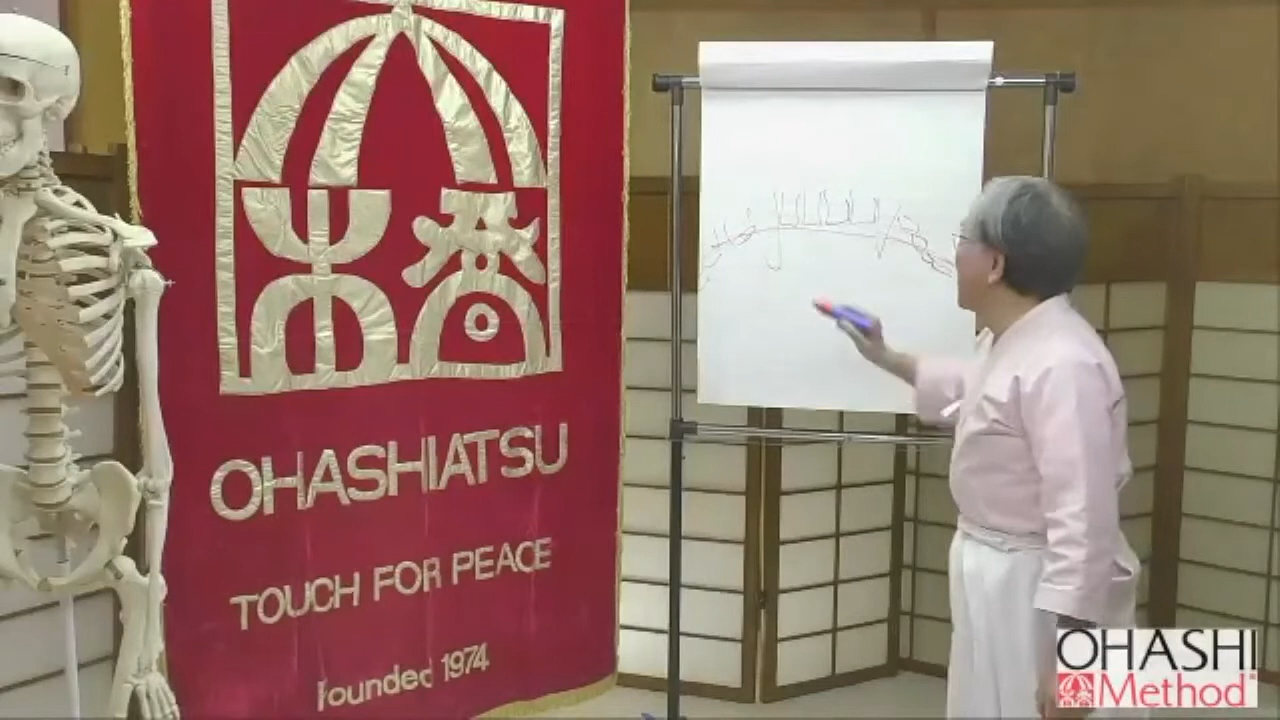 OHASHIATSU
TOUCH FOR PEACE
founded 1974
OHASHI
Method®